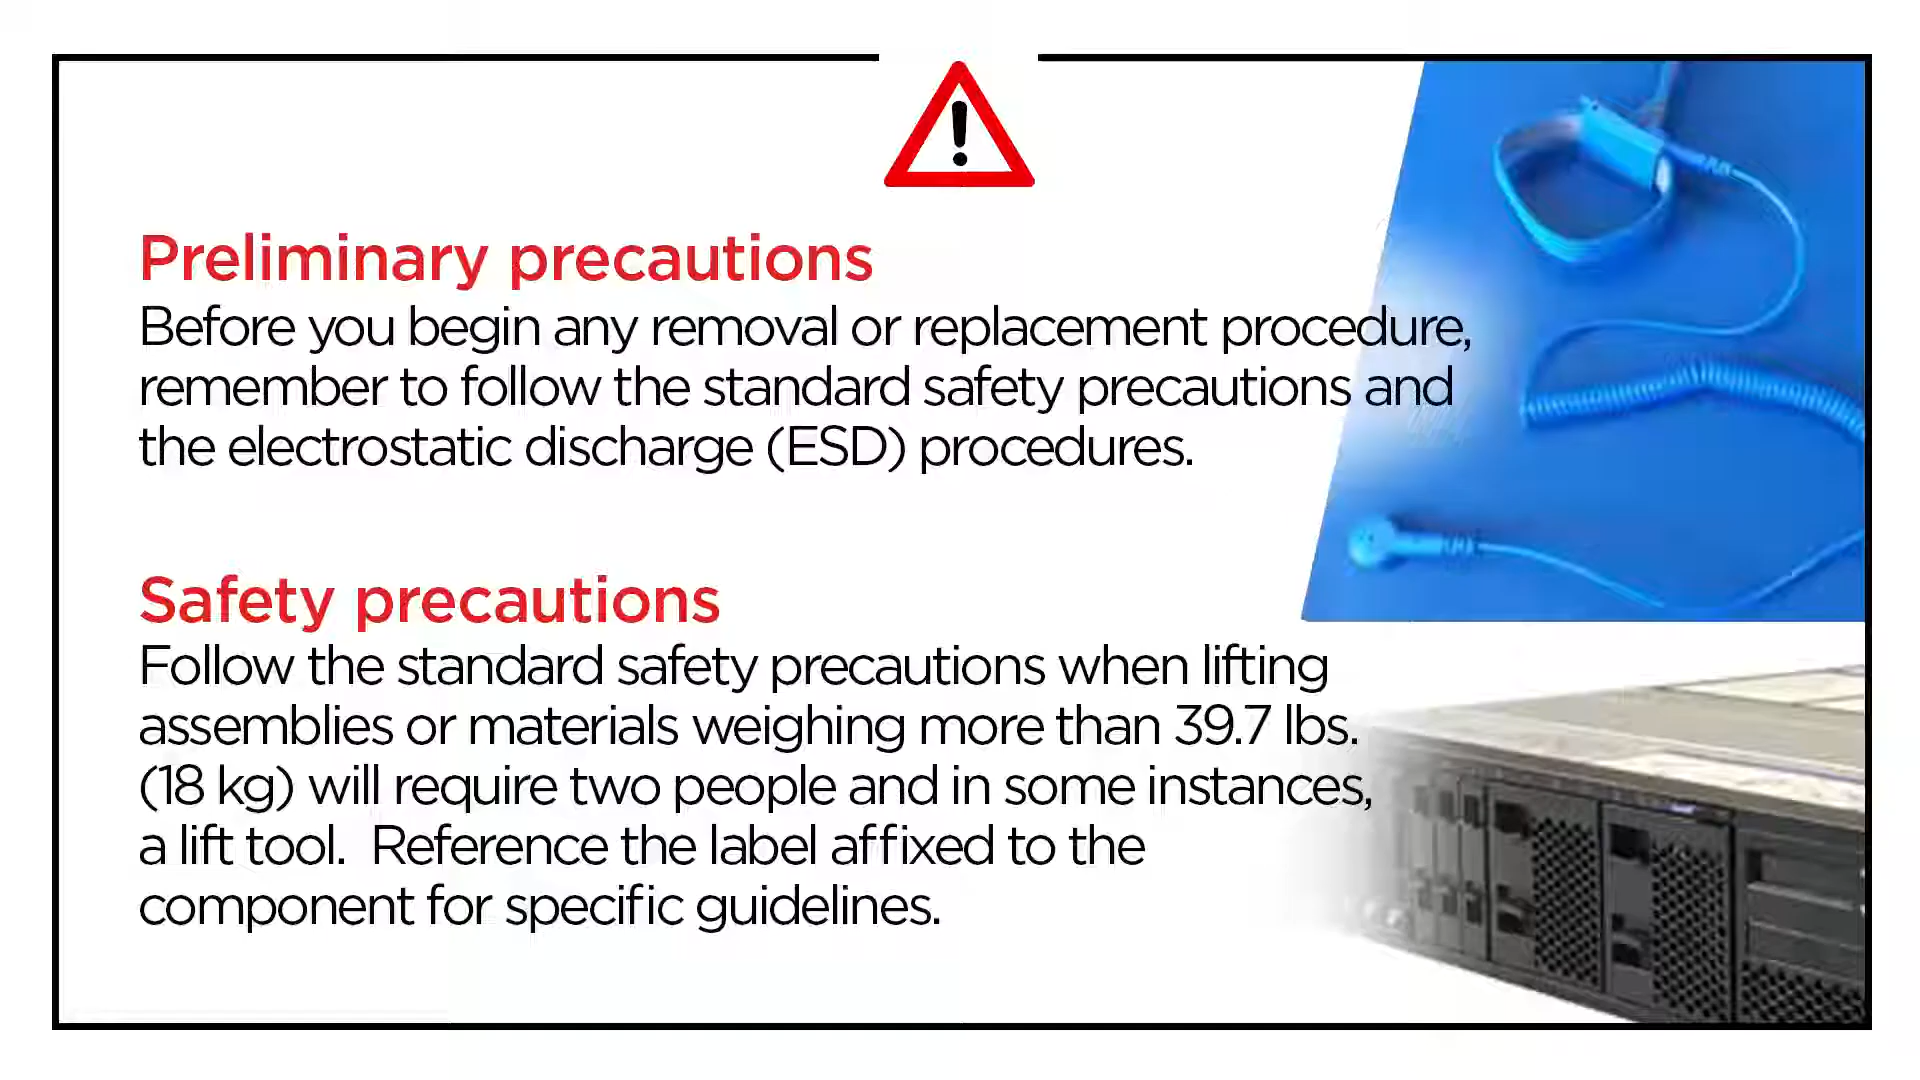 Preliminary precautions
Before you begin any removal or replacement procedure,
remember to follow the standard safety precautions and
the electrostatic discharge (ESD) procedures.
Safety precautions
Follow the standard safety precautions when lifting
assemblies or materials weighing more than 39.7 lbs.
(18 kg) will require two people and in some instances,
a lift tool.  Reference the label affixed to the
component for specific guidelines.